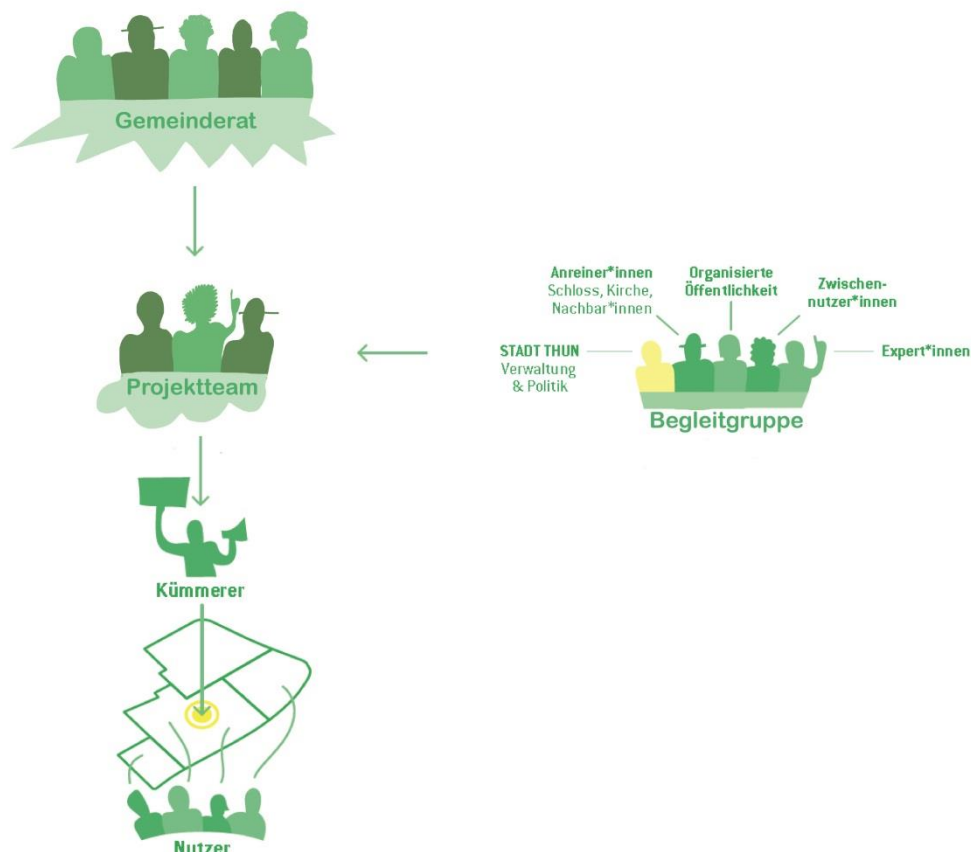 Gemeinderat
Anreiner*innen
Schloss, Kirche,
Nachbar*innen
Organisierte
Öffentlichkeit
Zwischen-
nutzer*innen
STADT THUN
Verwaltung
& Politik
Expert*innen
Begleitgruppe
Projektteam
Kümmerer
Nutzer